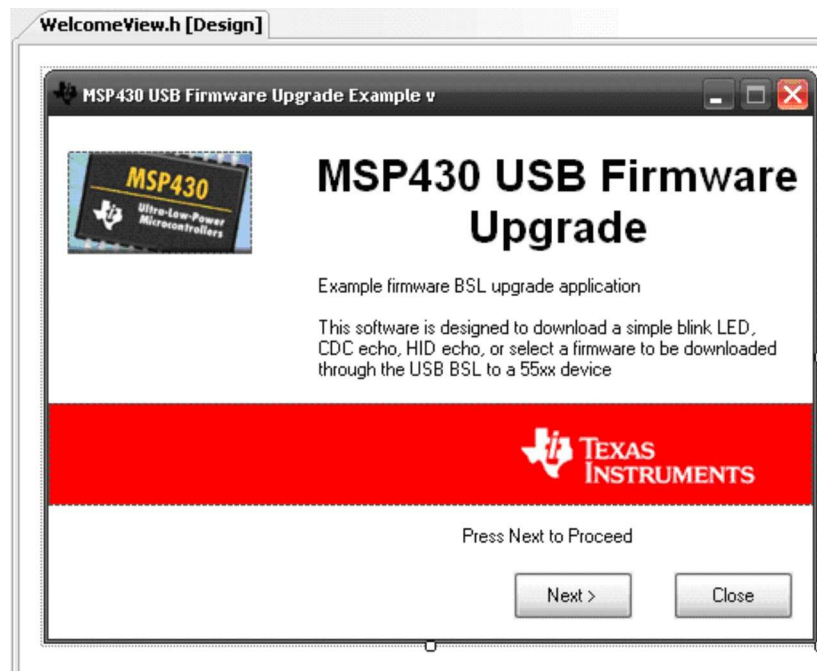 WelcomeView.h [Design]
MSP430 USB Firmware Upgrade Example v
MSP430
Ultra-Low-Power
Microcontrollers
MSP430 USB Firmware
Upgrade
Example firmware BSL upgrade application
This software is designed to download a simple blink LED,
CDC echo, HID echo, or select a firmware to be downloaded
through the USB BSL to a 55xx device
TEXAS
INSTRUMENTS
Press Next to Proceed
Next >
Close